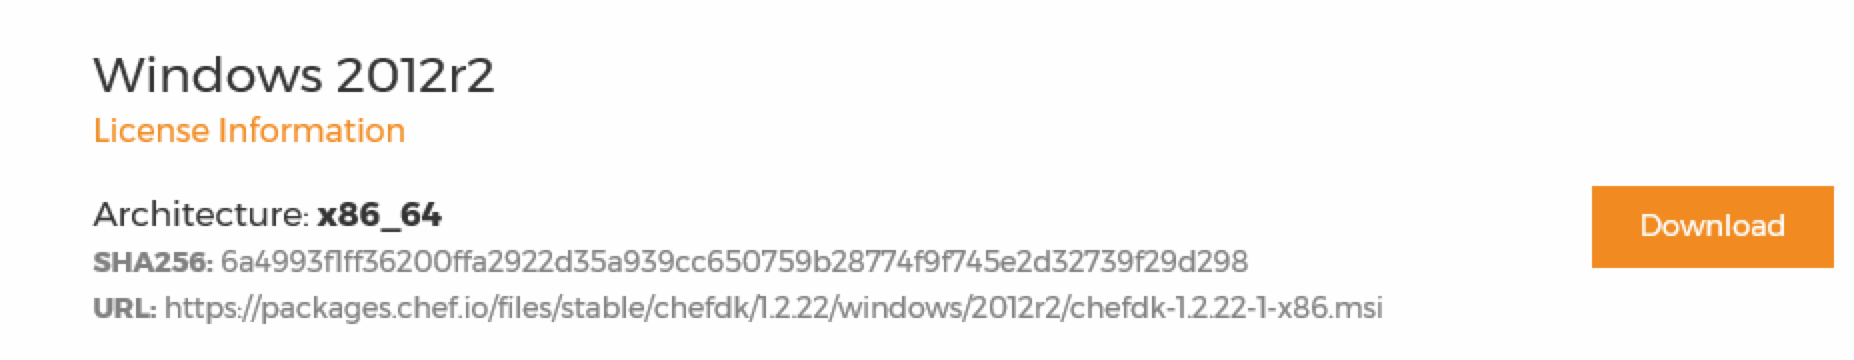 Windows 2012r2
License Information
Architecture: x86_64
Download
SHA256: 6a4993f1ff36200ffa2922d35a939cc650759b28774f9f745e2d32739f29d298
URL: https://packages.chef.io/files/stable/chefdk/1.2.22/windows/2012r2/chefdk-1.2.22-1-x86.msi